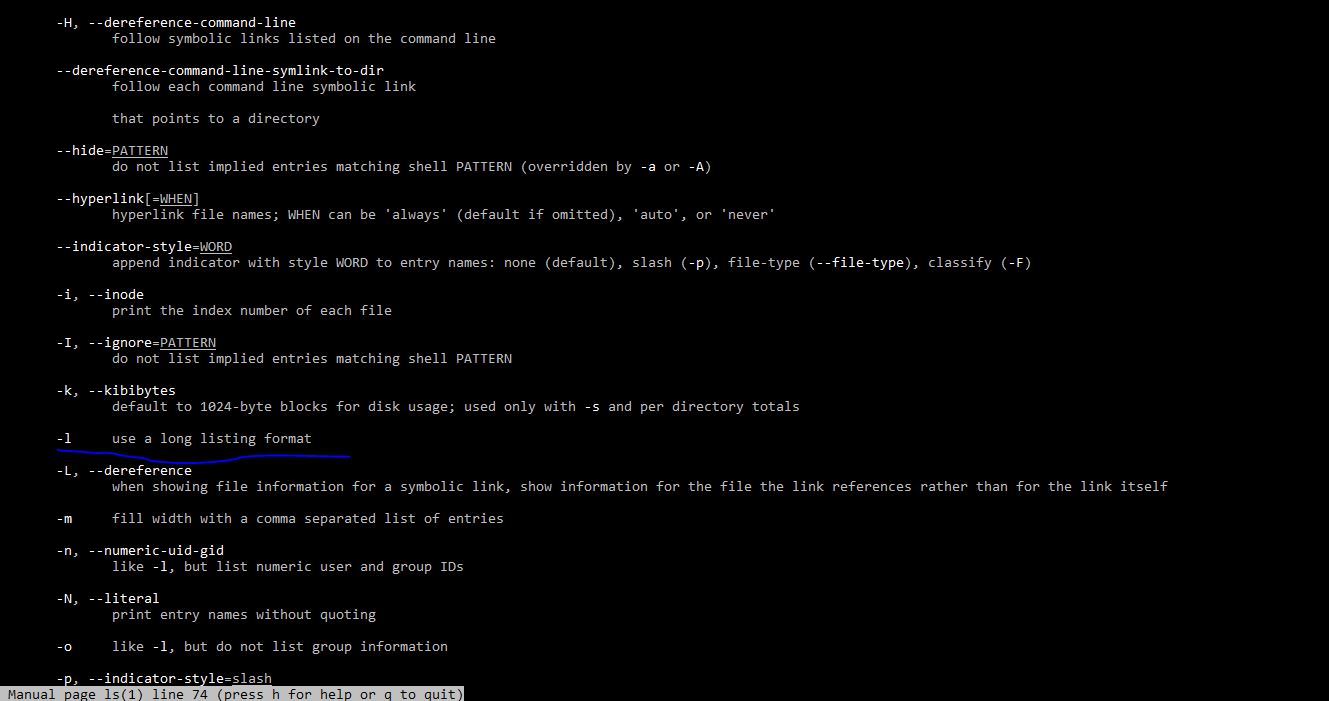 -H, --dereference-command-line
follow symbolic links listed on the command line
--dereference-command-line-symlink-to-dir
follow each command line symbolic link
that points to a directory
--hide=PATTERN
do not list implied entries matching shell PATTERN (overridden by -a or -A)
--hyperlink[=WHEN]
hyperlink file names; WHEN can be 'always' (default if omitted), 'auto', or 'never'
--indicator-style=WORD
append indicator with style WORD to entry names: none (default), slash (-p), file-type (--file-type), classify (-F)
-i, --inode
print the index number of each file
-I, --ignore=PATTERN
do not list implied entries matching shell PATTERN
-k, --kibibytes
default to 1024-byte blocks for disk usage; used only with -s and per directory totals
-l use a long listing format
-L, --dereference
when showing file information for a symbolic link, show information for the file the link references rather than for the link itself
-m fill width with a comma separated list of entries
-n, --numeric-uid-gid
like -l, but list numeric user and group IDs
-N, --literal
print entry names without quoting
-o like -l, but do not list group information
-p, --indicator-style=slash
Manual page ls(1) line 74 (press h for help or q to quit)